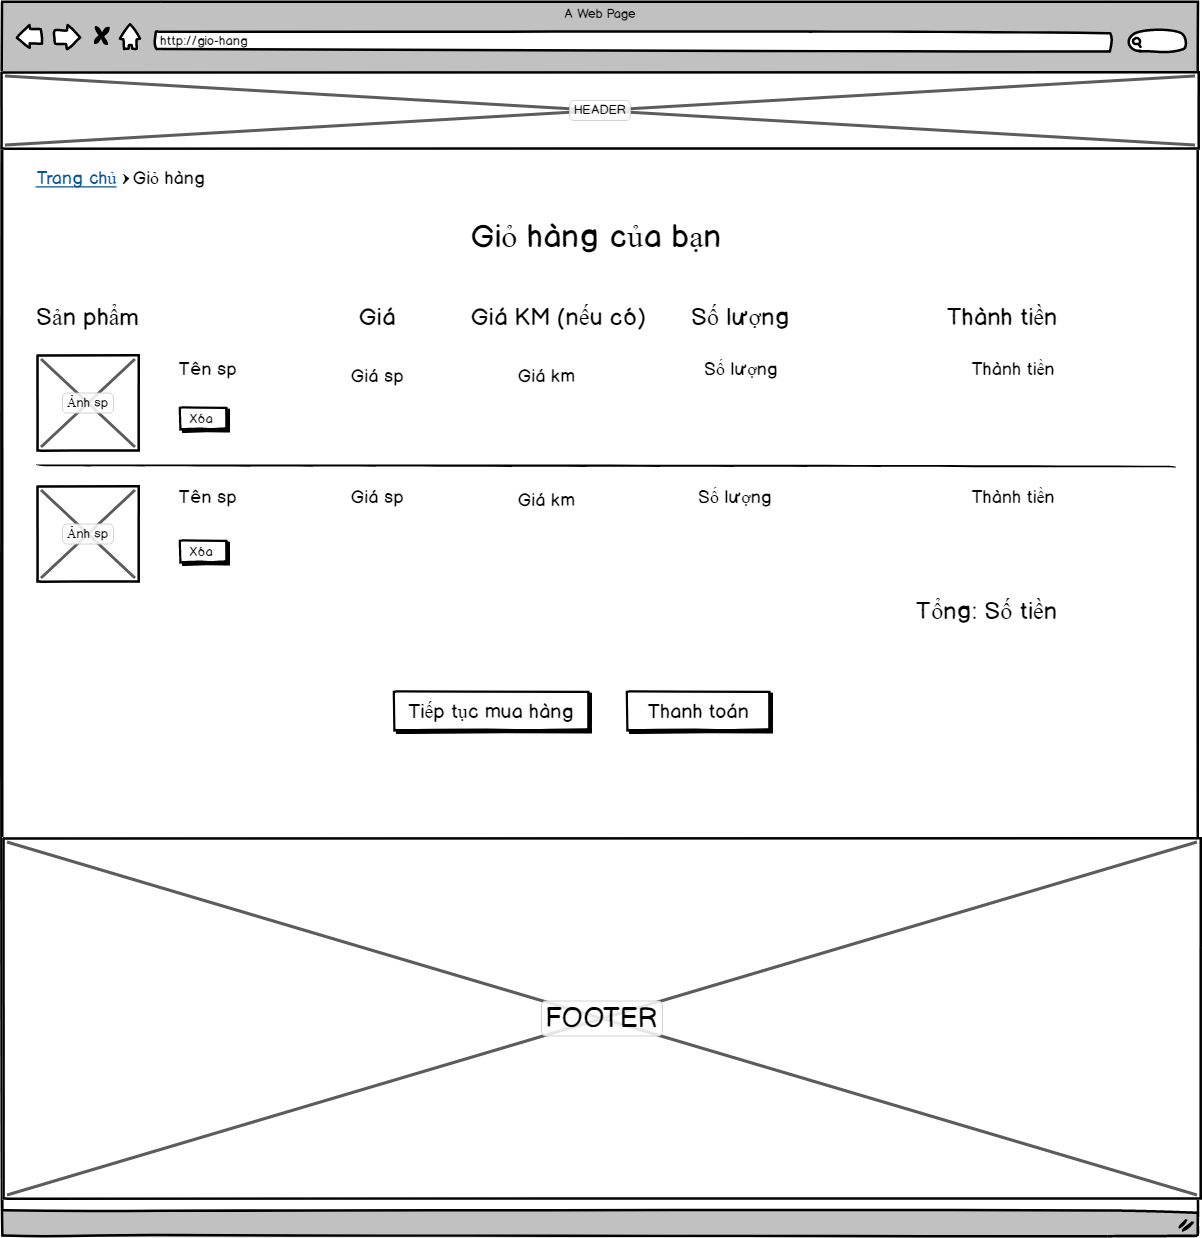 A Web Page
http://gio-hang
HEADER
Trang chủ › Giỏ hàng
Giỏ hàng của bạn
Sản phẩm Giá Giá KM (nếu có) Số lượng Thành tiền
Ảnh sp Tên sp Giá sp Giá km Số lượng Thành tiền
Xóa
Ảnh sp Tên sp Giá sp Giá km Số lượng Thành tiền
Xóa
Tổng: Số tiền
Tiếp tục mua hàng Thanh toán
FOOTER